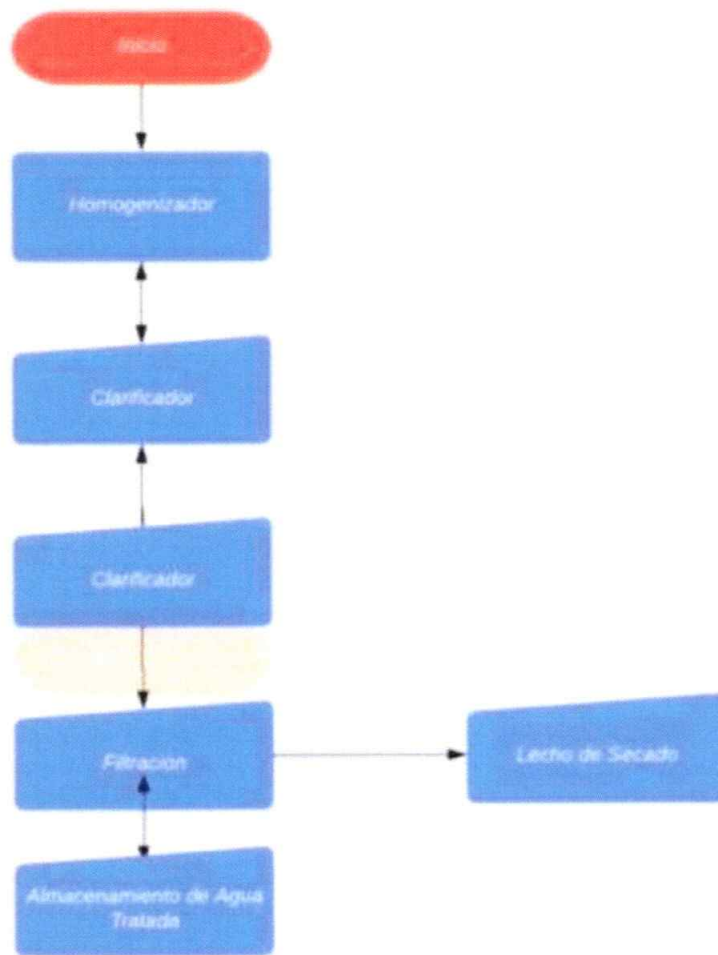 Inicio
Homogenizador
Clarificador
Clarificador
Filtracion
Lecho de Secado
Almacenamiento de Agua
Tratada